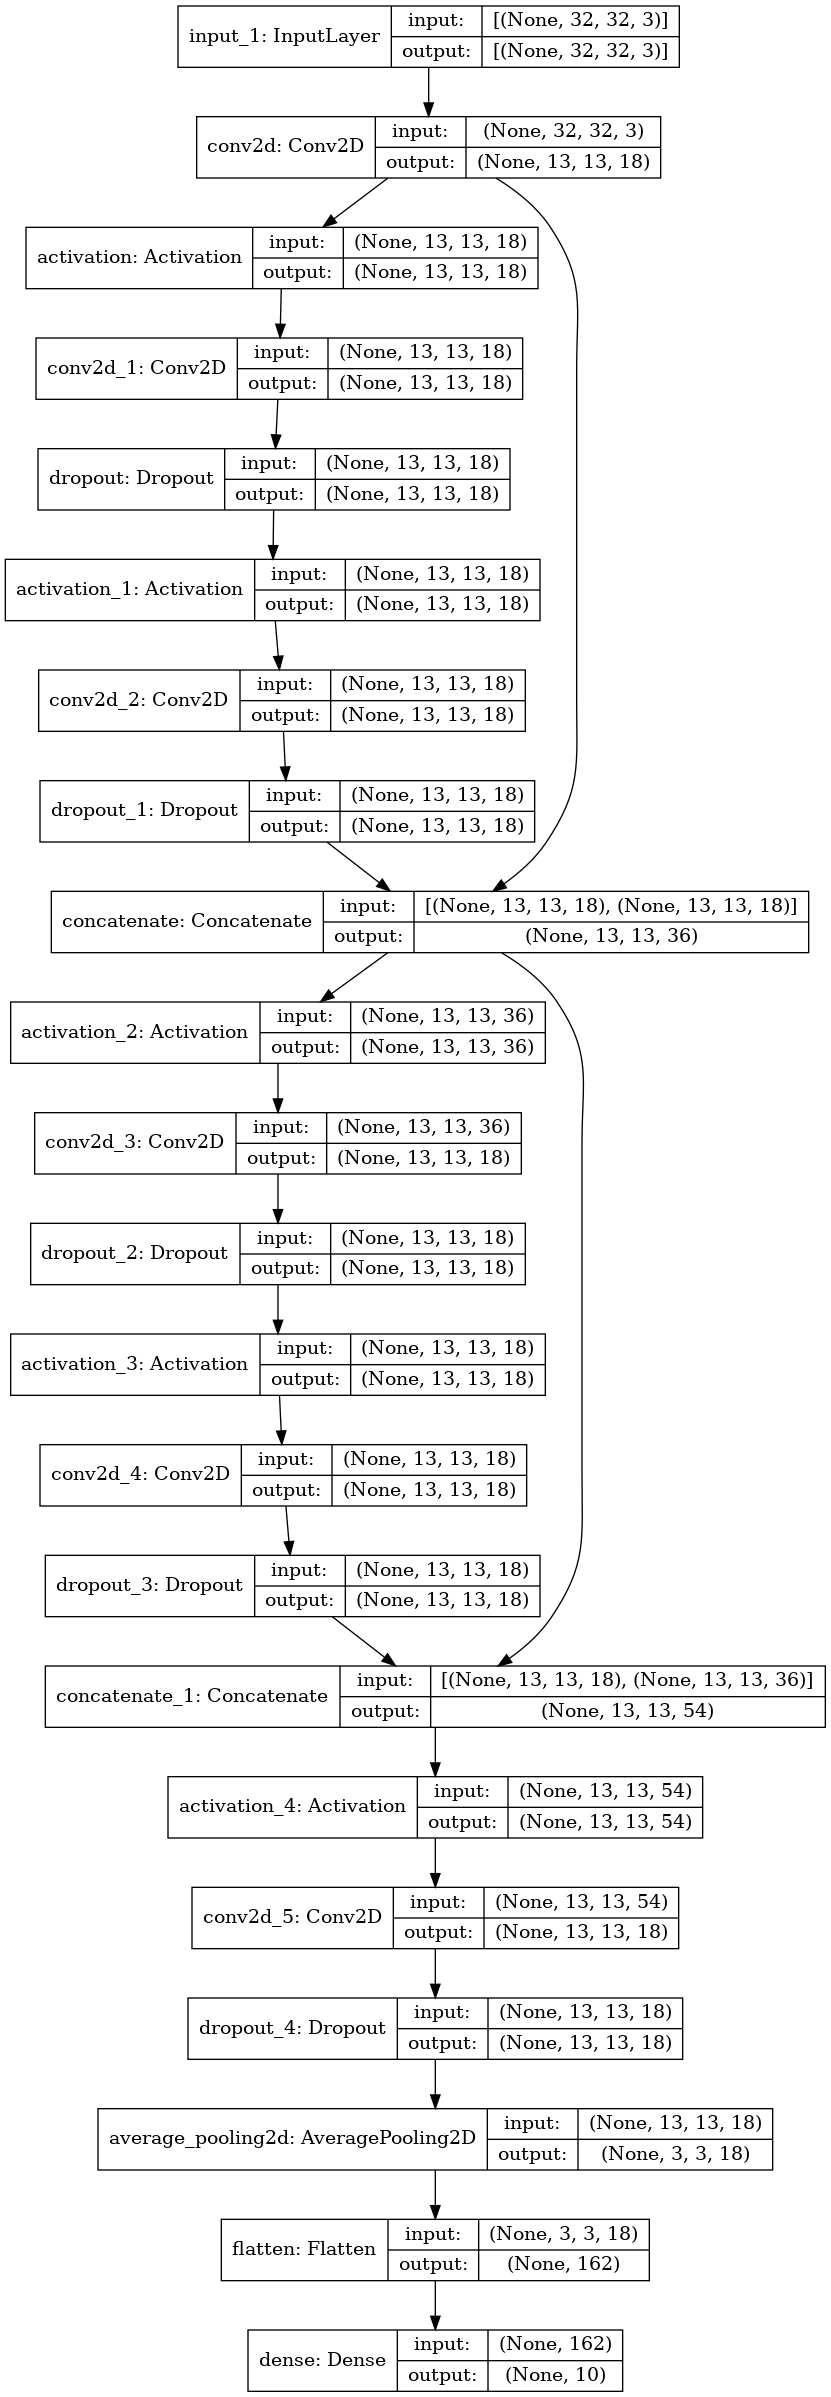 input_1: InputLayer
input: [(None, 32, 32, 3)]
output: [(None, 32, 32, 3)]
conv2d: Conv2D
input: (None, 32, 32, 3)
output: (None, 13, 13, 18)
activation: Activation
input: (None, 13, 13, 18)
output: (None, 13, 13, 18)
conv2d_1: Conv2D
input: (None, 13, 13, 18)
output: (None, 13, 13, 18)
dropout: Dropout
input: (None, 13, 13, 18)
output: (None, 13, 13, 18)
activation_1: Activation
input: (None, 13, 13, 18)
output: (None, 13, 13, 18)
conv2d_2: Conv2D
input: (None, 13, 13, 18)
output: (None, 13, 13, 18)
dropout_1: Dropout
input: (None, 13, 13, 18)
output: (None, 13, 13, 18)
concatenate: Concatenate
input: [(None, 13, 13, 18), (None, 13, 13, 18)]
output: (None, 13, 13, 36)
activation_2: Activation
input: (None, 13, 13, 36)
output: (None, 13, 13, 36)
conv2d_3: Conv2D
input: (None, 13, 13, 36)
output: (None, 13, 13, 18)
dropout_2: Dropout
input: (None, 13, 13, 18)
output: (None, 13, 13, 18)
activation_3: Activation
input: (None, 13, 13, 18)
output: (None, 13, 13, 18)
conv2d_4: Conv2D
input: (None, 13, 13, 18)
output: (None, 13, 13, 18)
dropout_3: Dropout
input: (None, 13, 13, 18)
output: (None, 13, 13, 18)
concatenate_1: Concatenate
input: [(None, 13, 13, 18), (None, 13, 13, 36)]
output: (None, 13, 13, 54)
activation_4: Activation
input: (None, 13, 13, 54)
output: (None, 13, 13, 54)
conv2d_5: Conv2D
input: (None, 13, 13, 54)
output: (None, 13, 13, 18)
dropout_4: Dropout
input: (None, 13, 13, 18)
output: (None, 13, 13, 18)
average_pooling2d: AveragePooling2D
input: (None, 13, 13, 18)
output: (None, 3, 3, 18)
flatten: Flatten
input: (None, 3, 3, 18)
output: (None, 162)
dense: Dense
input: (None, 162)
output: (None, 10)